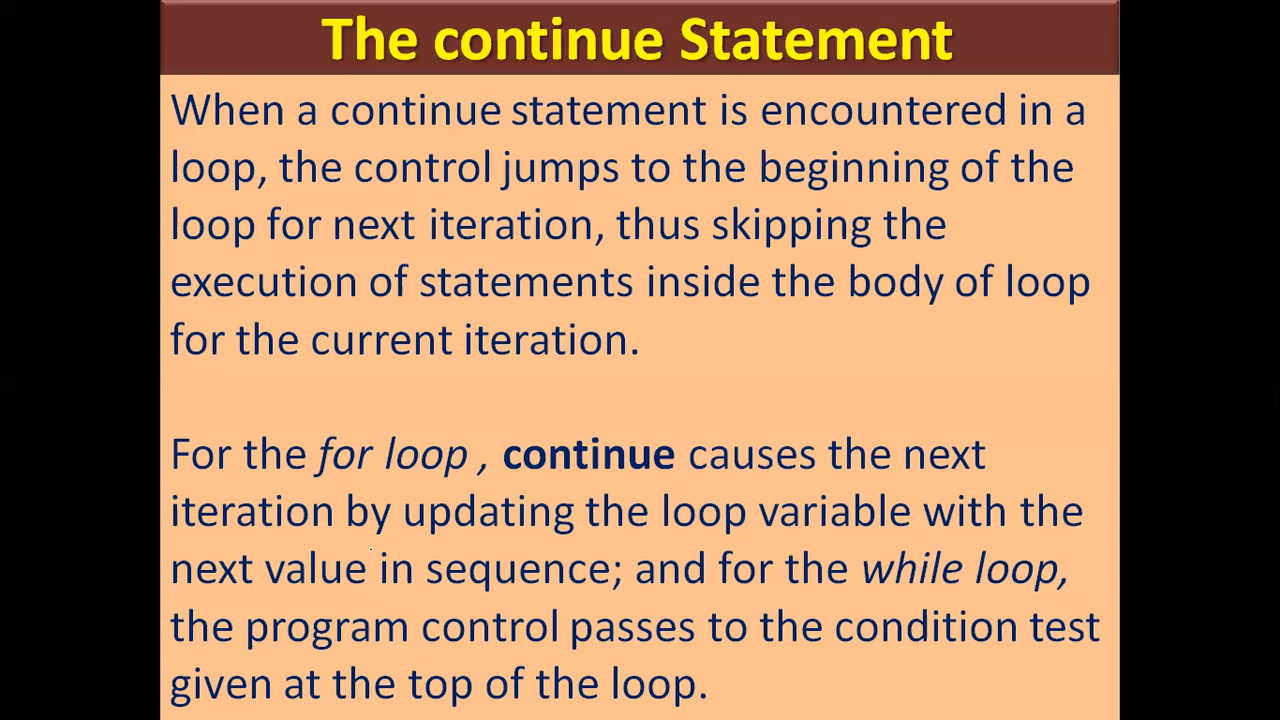 The continue Statement
When a continue statement is encountered in a
loop, the control jumps to the beginning of the
loop for next iteration, thus skipping the
execution of statements inside the body of loop
for the current iteration.
For the for loop , continue causes the next
iteration by updating the loop variable with the
next value in sequence; and for the while loop,
the program control passes to the condition test
given at the top of the loop.